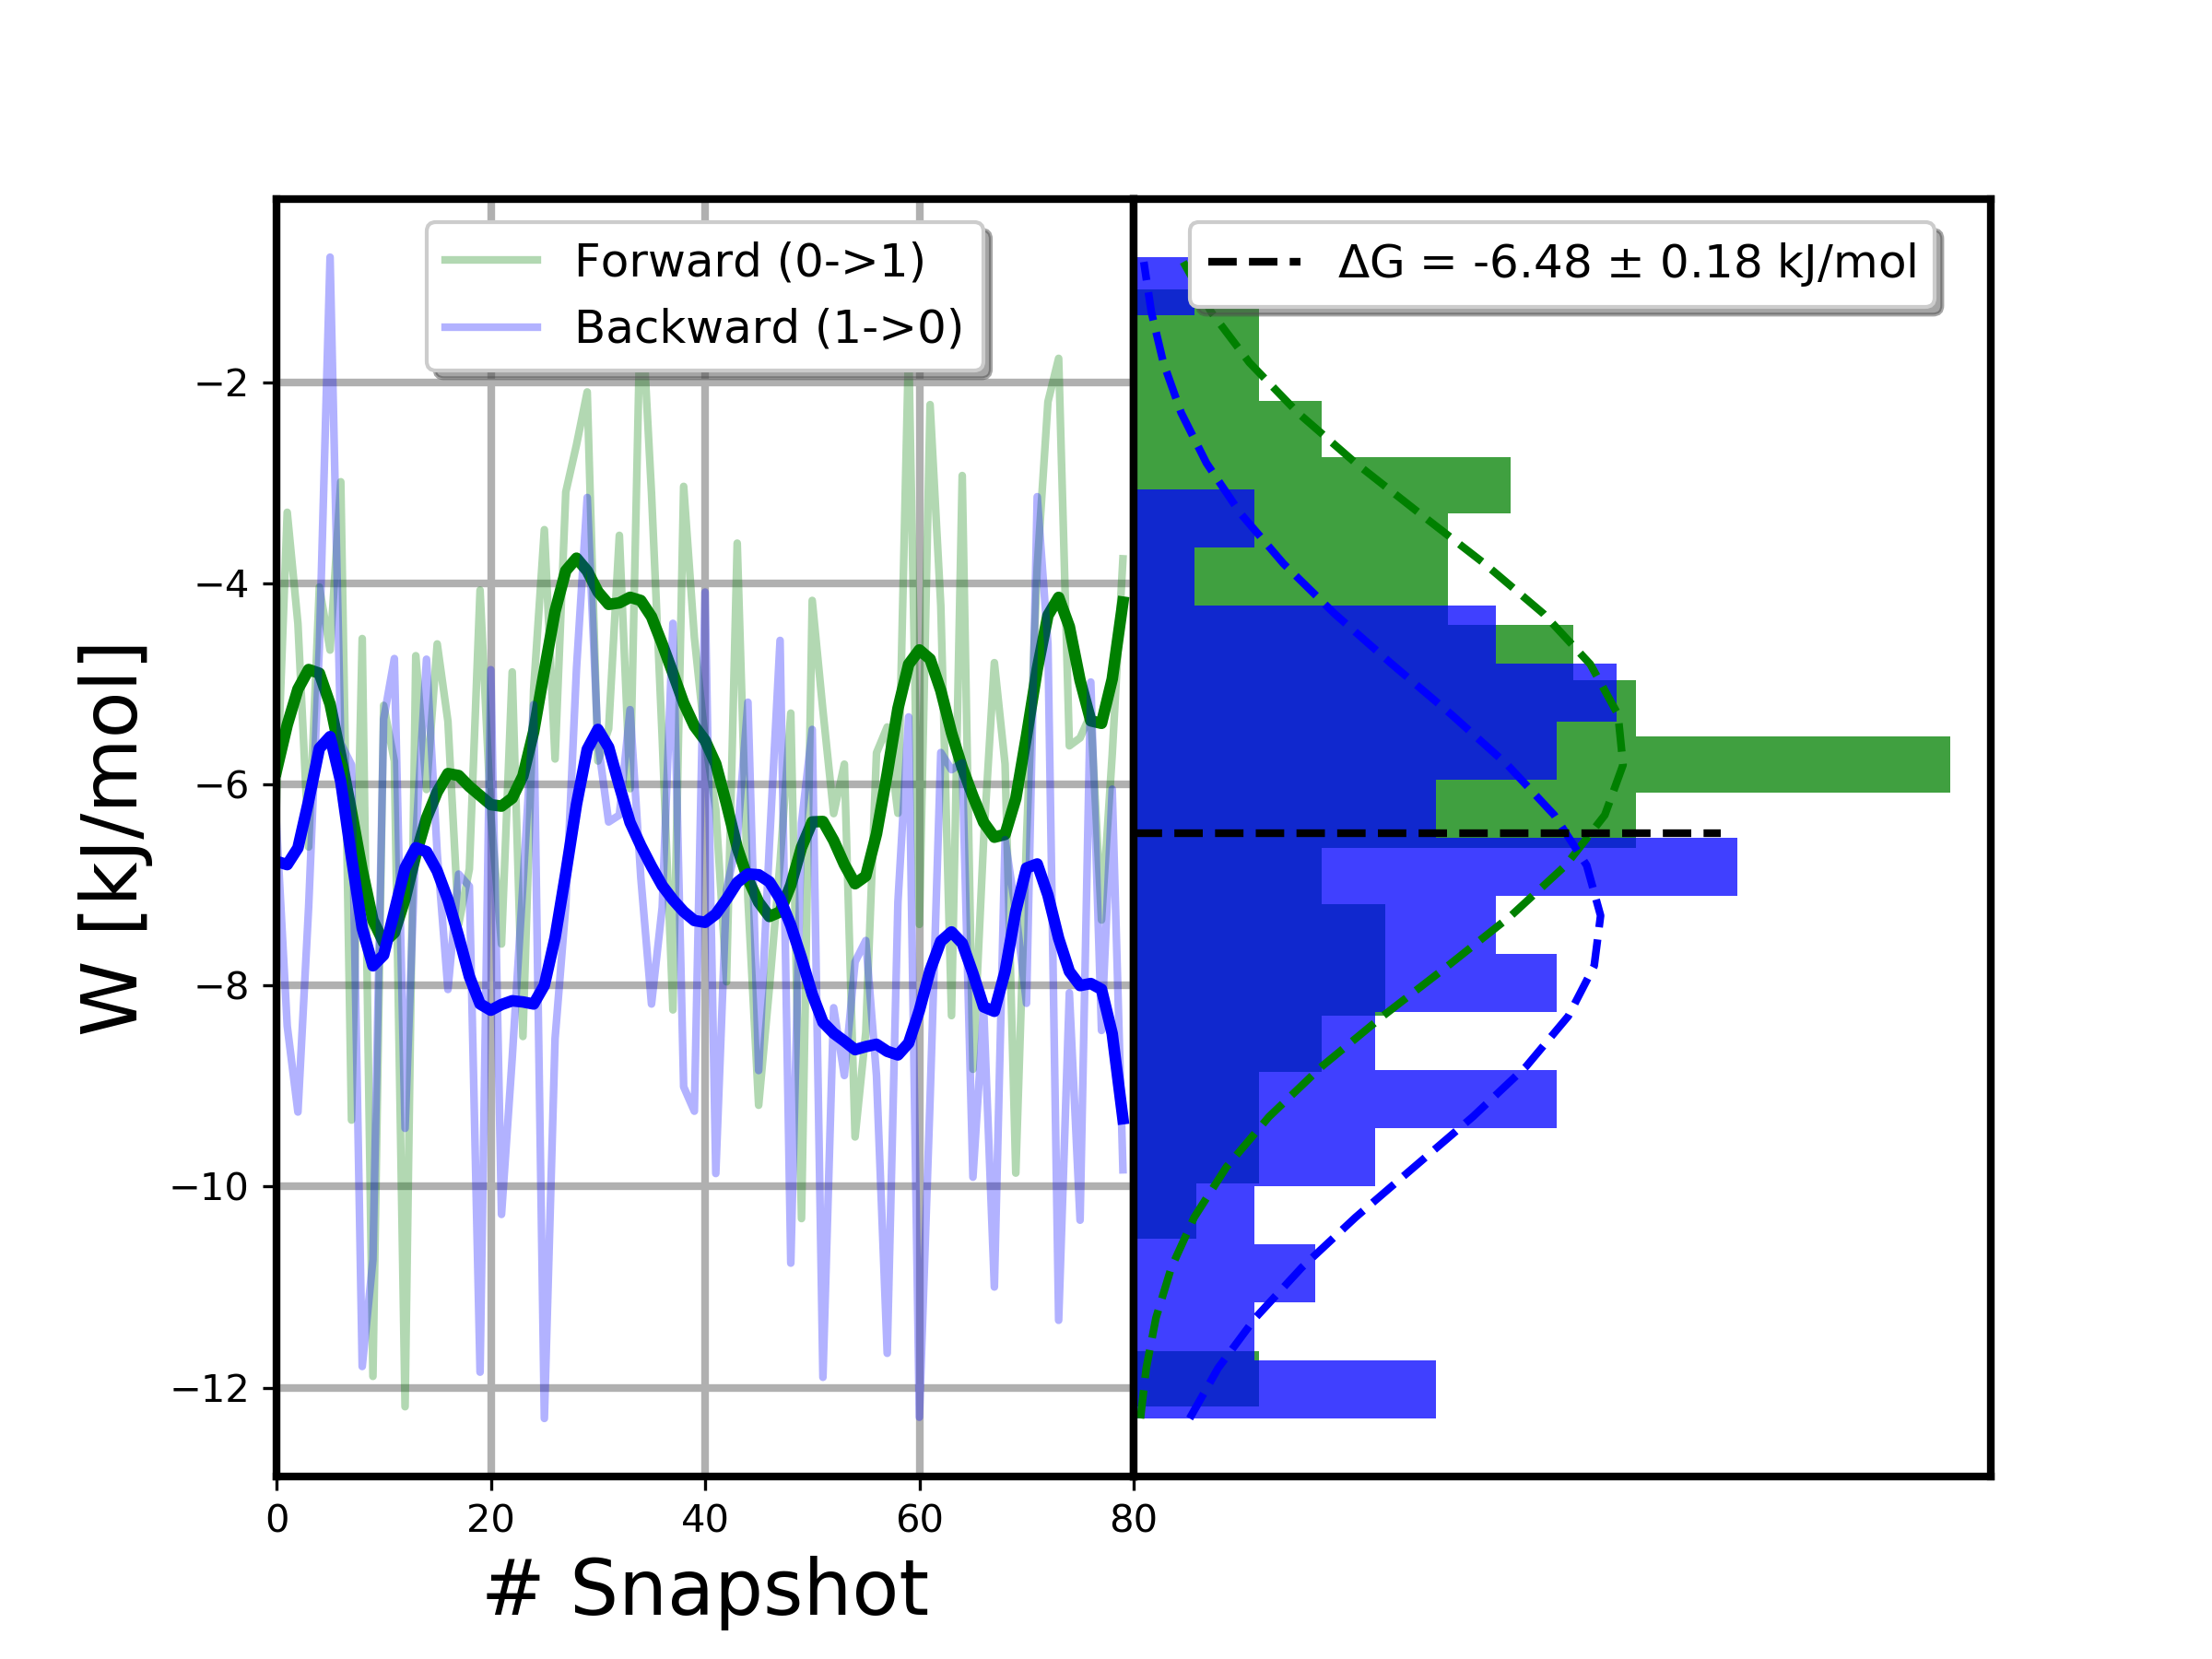 Forward (0->1)
Backward (1->0)
ΔG = -6.48 ± 0.18 kJ/mol
W [kJ/mol]
−2
−4
−6
−8
−10
−12
0 20 40 60 80
# Snapshot